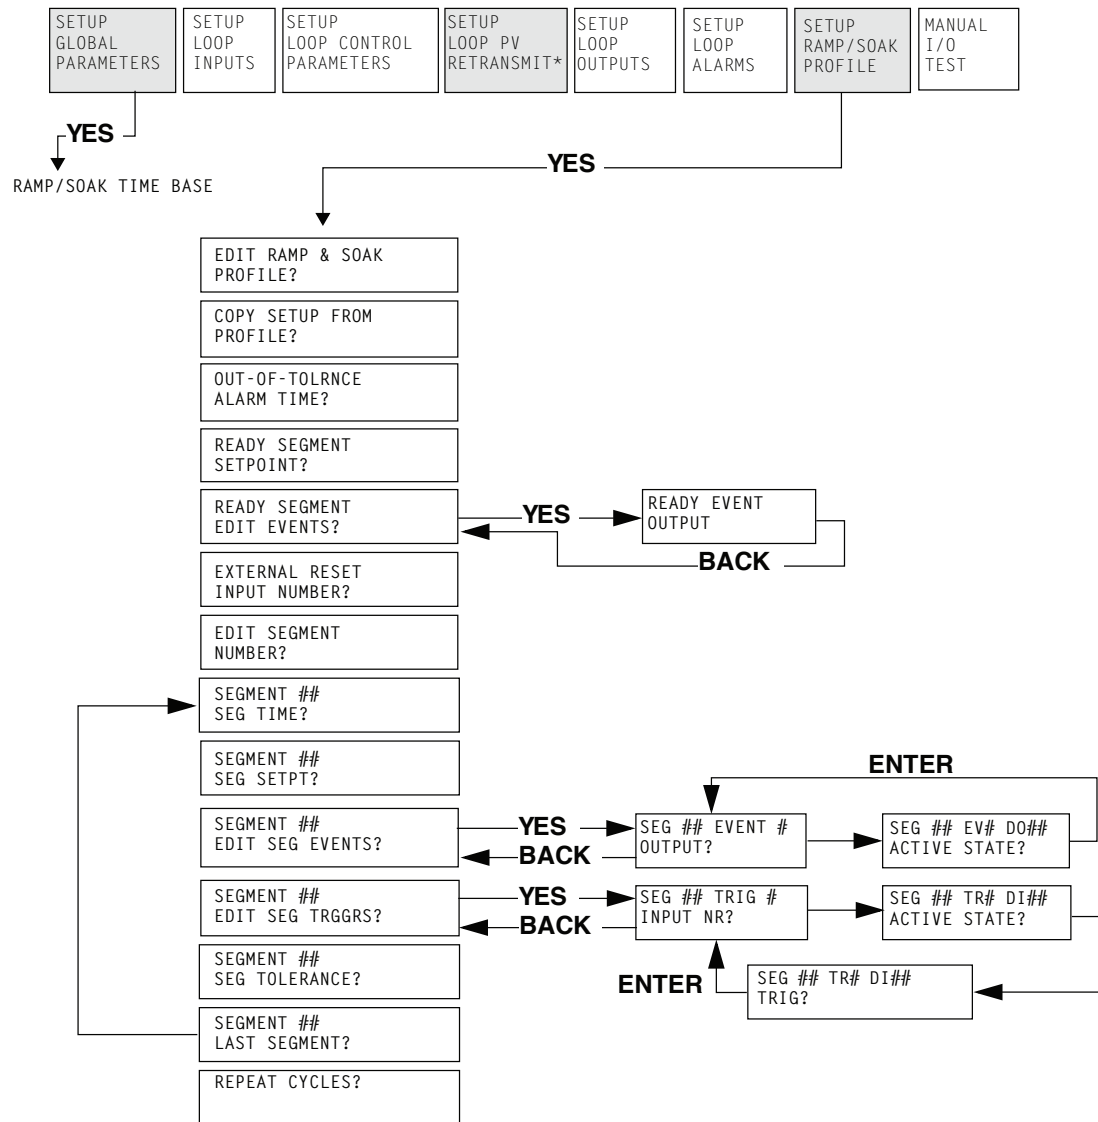 SETUP
GLOBAL
PARAMETERS
SETUP
LOOP
INPUTS
SETUP
LOOP CONTROL
PARAMETERS
SETUP
LOOP PV
RETRANSMIT*
SETUP
LOOP
OUTPUTS
SETUP
LOOP
ALARMS
SETUP
RAMP/SOAK
PROFILE
MANUAL
I/O
TEST
YES
RAMP/SOAK TIME BASE
YES
EDIT RAMP & SOAK
PROFILE?
COPY SETUP FROM
PROFILE?
OUT-OF-TOLRNCE
ALARM TIME?
READY SEGMENT
SETPOINT?
READY SEGMENT
EDIT EVENTS?
YES
READY EVENT
OUTPUT
BACK
EXTERNAL RESET
INPUT NUMBER?
EDIT SEGMENT
NUMBER?
SEGMENT ##
SEG TIME?
SEGMENT ##
SEG SETPT?
ENTER
SEGMENT ##
EDIT SEG EVENTS?
YES
BACK
SEG ## EVENT #
OUTPUT?
SEG ## EV# DO##
ACTIVE STATE?
SEGMENT ##
EDIT SEG TRGGRS?
YES
BACK
SEG ## TRIG #
INPUT NR?
SEG ## TR# DI##
ACTIVE STATE?
SEGMENT ##
SEG TOLERANCE?
ENTER
SEG ## TR# DI##
TRIG?
SEGMENT ##
LAST SEGMENT?
REPEAT CYCLES?